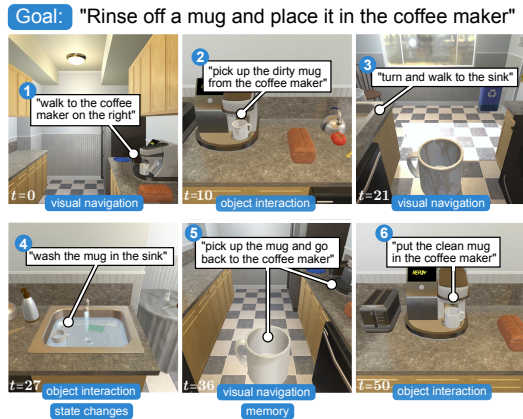 Goal: "Rinse off a mug and place it in the coffee maker"
1
"walk to the coffee
maker on the right"
t=0
visual navigation
2
"pick up the dirty mug
from the coffee maker"
t=10
object interaction
3
"turn and walk to the sink"
t=21
visual navigation
4
"wash the mug in the sink"
t=27
object interaction
state changes
5
"pick up the mug and go
back to the coffee maker"
t=36
visual navigation
memory
6
"put the clean mug
in the coffee maker"
READY
t=50
object interaction